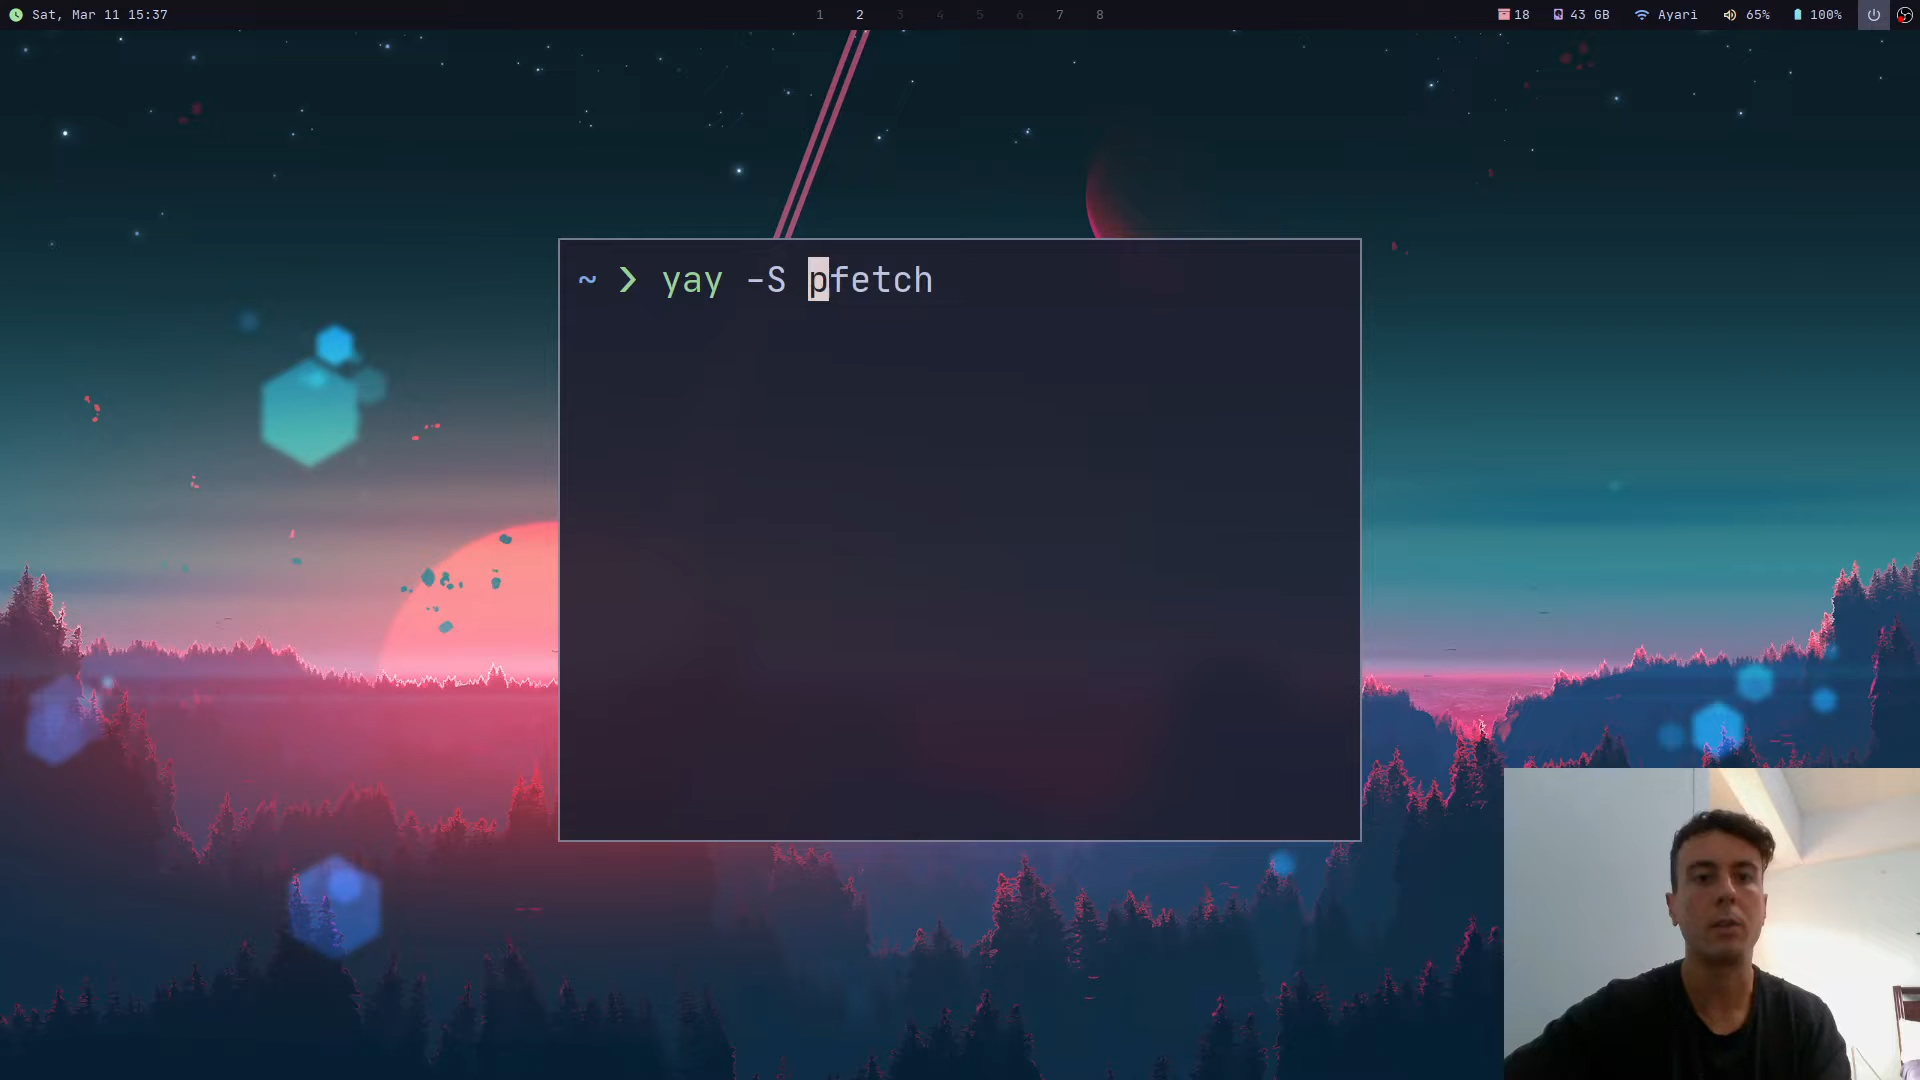 Sat, Mar 11 15:37
1 2 3 4 5 6 7 8
18 43 GB Ayari 65% 100%
~ ❯ yay -S pfetch